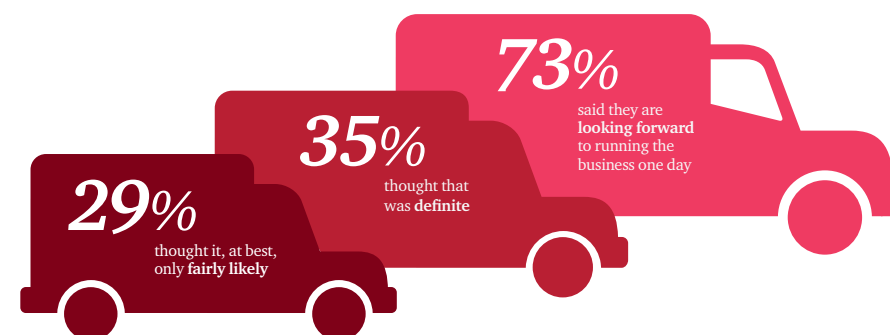 73%
said they are
looking forward
to running the
business one day
35%
thought that
was definite
29%
thought it, at best,
only fairly likely